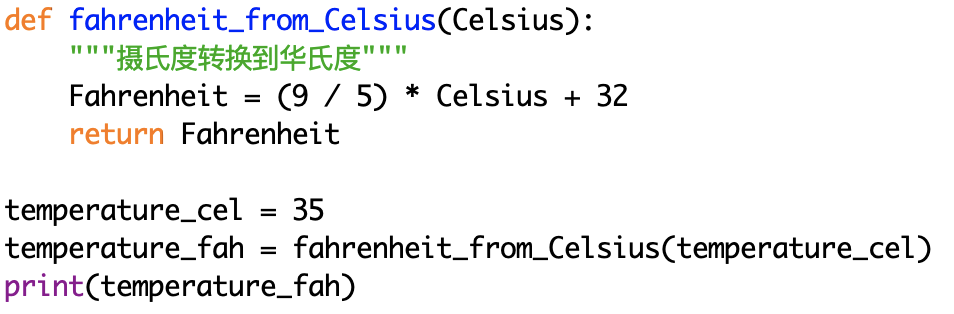 def fahrenheit_from_Celsius(Celsius):
    """摄氏度转换到华氏度"""
    Fahrenheit = (9 / 5) * Celsius + 32
    return Fahrenheit

temperature_cel = 35
temperature_fah = fahrenheit_from_Celsius(temperature_cel)
print(temperature_fah)